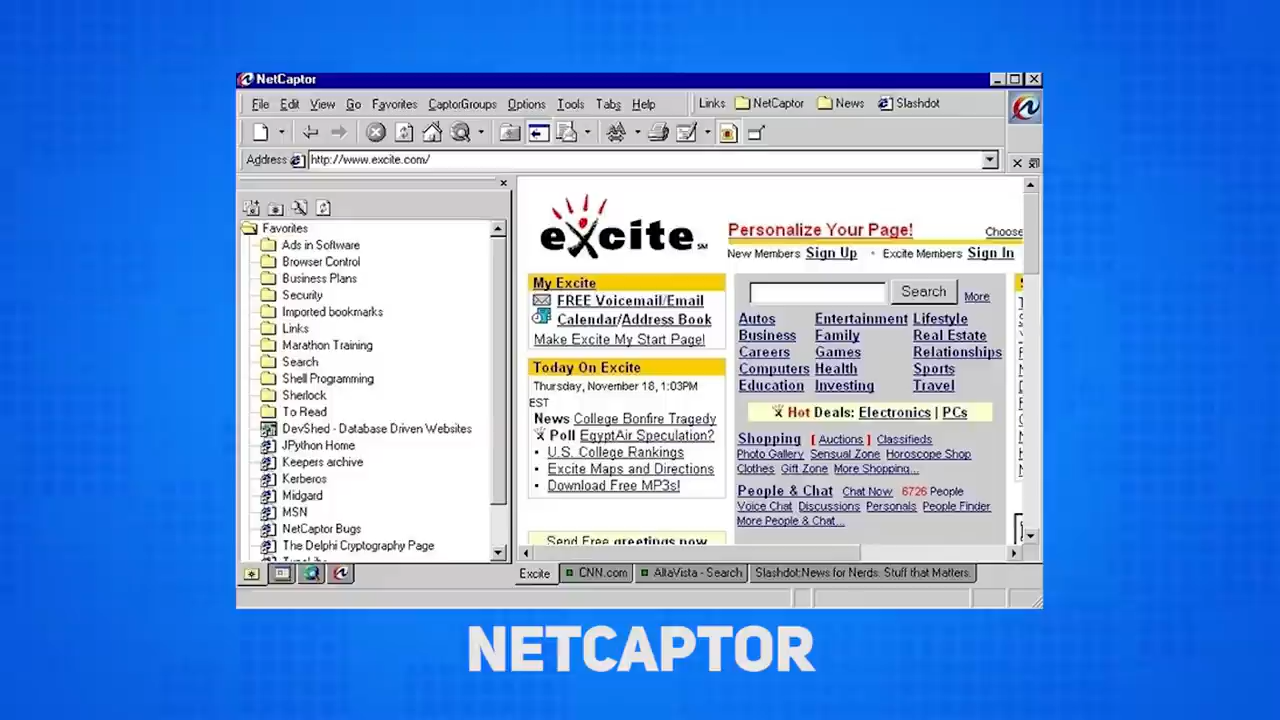 NetCaptor
File Edit View Go Favorites CaptorGroups Options Tools Tabs Help
Links NetCaptor News Slashdot
Address http://www.excite.com/
Favorites
Ads in Software
Browser Control
Business Plans
Security
Imported bookmarks
Links
Marathon Training
Search
Shell Programming
Sherlock
To Read
DevShed - Database Driven Websites
JPython Home
Keepers archive
Kerberos
Midgard
MSN
NetCaptor Bugs
The Delphi Cryptography Page
excite SM
Personalize Your Page! Choose
New Members Sign Up • Excite Members Sign In
My Excite
FREE Voicemail/Email
Calendar/Address Book
Make Excite My Start Page!
Today On Excite
Thursday, November 18, 1:03PM
EST
News College Bonfire Tragedy
Poll EgyptAir Speculation?
• U.S. College Rankings
• Excite Maps and Directions
• Download Free MP3s!
Send Free greetings now
Search More
Autos Entertainment Lifestyle
Business Family Real Estate
Careers Games Relationships
Computers Health Sports
Education Investing Travel
Hot Deals: Electronics | PCs
Shopping [ Auctions ] Classifieds
Photo Gallery Sensual Zone Horoscope Shop
Clothes Gift Zone More Shopping...
People & Chat Chat Now 6726 People
Voice Chat Discussions Personals People Finder
More People & Chat...
Excite CNN.com AltaVista - Search Slashdot:News for Nerds. Stuff that Matters.
NETCAPTOR